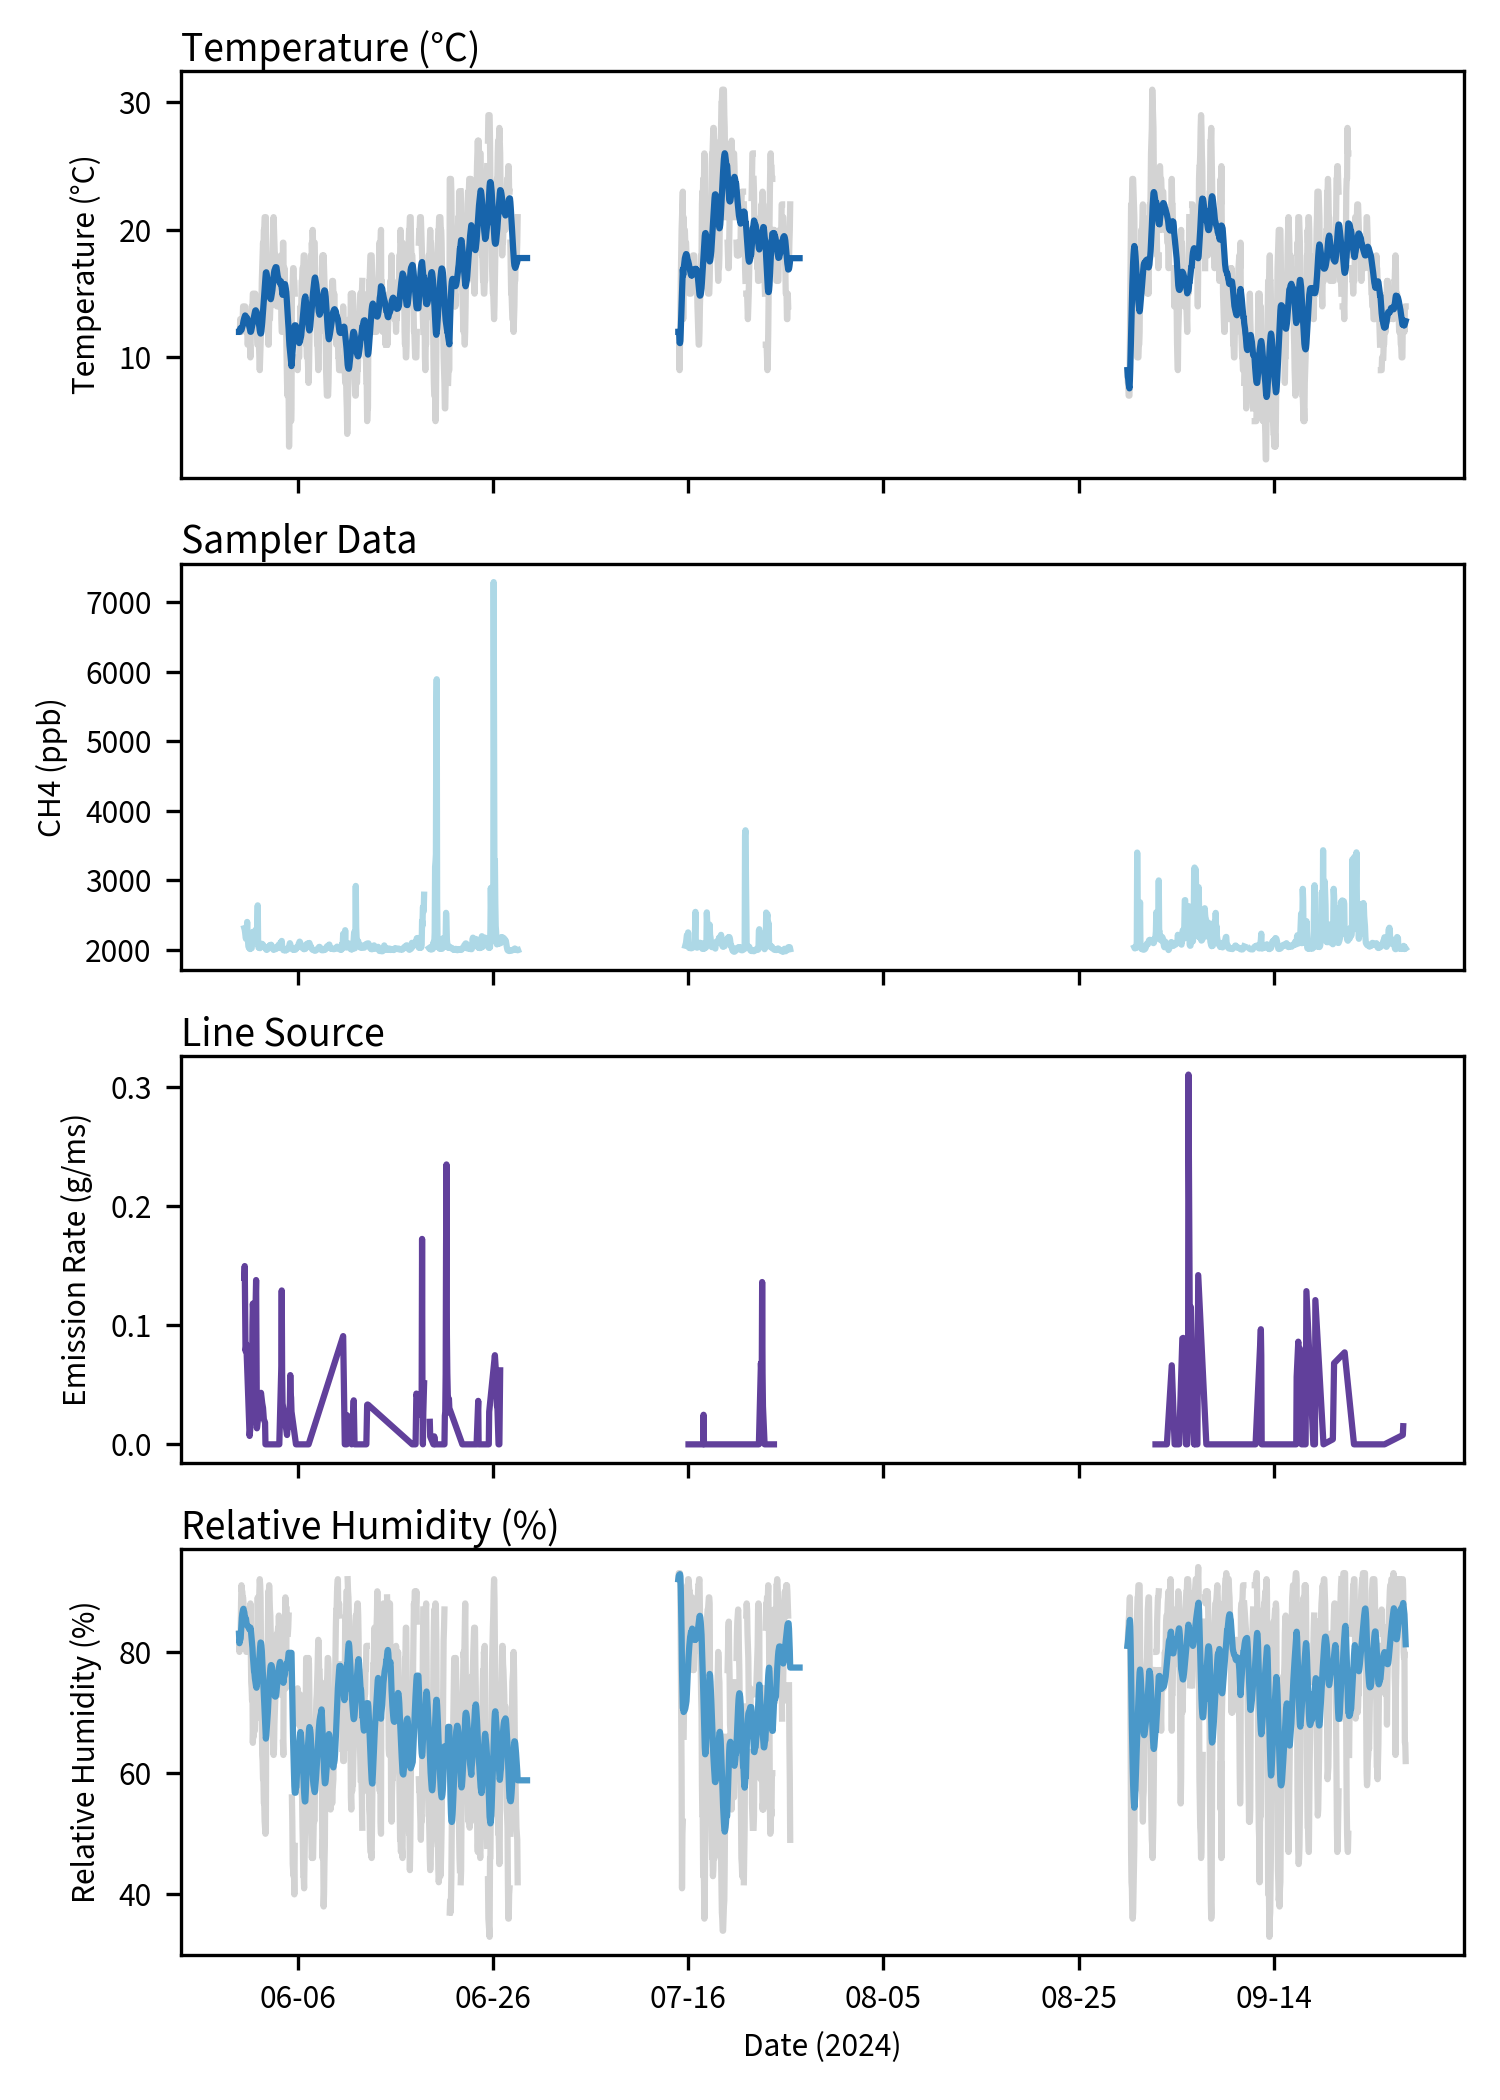 Temperature (°C)
30
20
10
Temperature (°C)
Sampler Data
7000
6000
5000
4000
3000
2000
CH4 (ppb)
Line Source
0.3
0.2
0.1
0.0
Emission Rate (g/ms)
Relative Humidity (%)
80
60
40
Relative Humidity (%)
06-06 06-26 07-16 08-05 08-25 09-14
Date (2024)